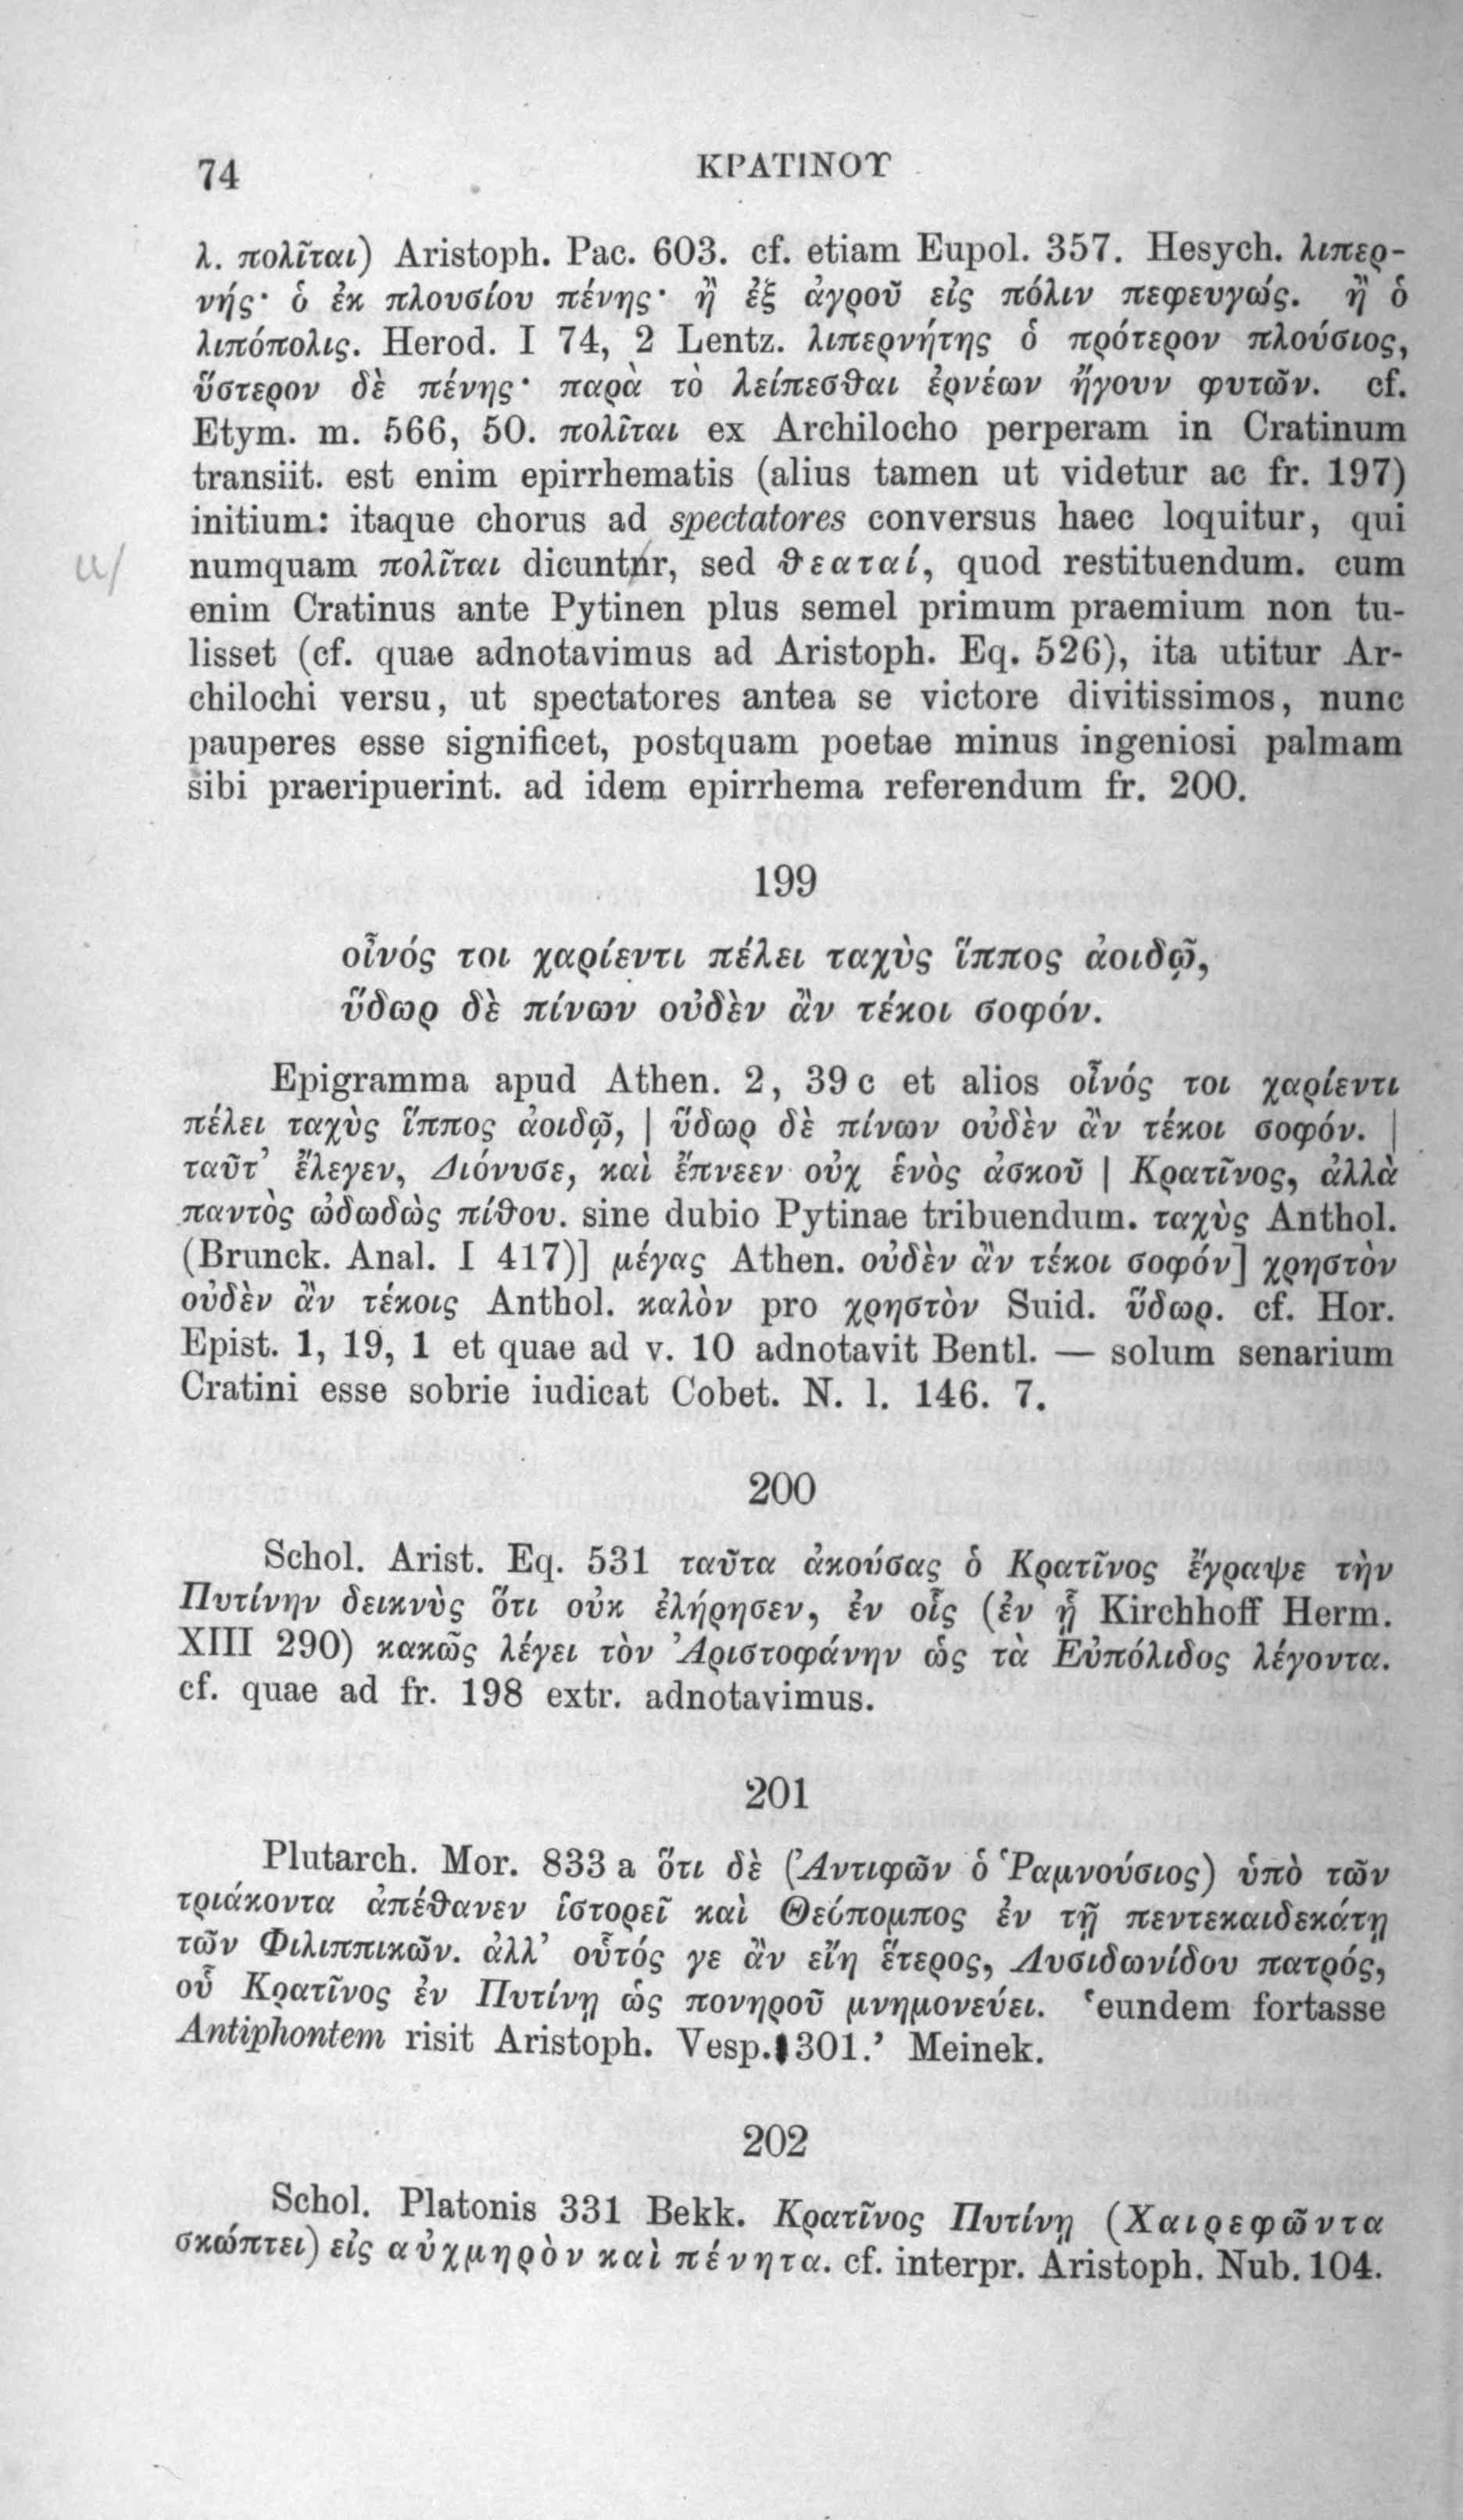 74
ΚΡΑΤΙΝΟΥ
λ. πολῖται) Aristoph. Pac. 603. cf. etiam Eupol. 357. Hesych. λιπερ-
νής· ὁ ἐκ πλουσίου πένης· ἢ ἐξ ἀγροῦ εἰς πόλιν πεφευγώς. ἢ ὁ
λιπόπολις. Herod. I 74, 2 Lentz. λιπερνήτης ὁ πρότερον πλούσιος,
ὕστερον δὲ πένης· παρὰ τὸ λείπεσθαι ἐρνέων ἤγουν φυτῶν. cf.
Etym. m. 566, 50. πολῖται ex Archilocho perperam in Cratinum
transiit. est enim epirrhematis (alius tamen ut videtur ac fr. 197)
initium: itaque chorus ad spectatores conversus haec loquitur, qui
u/ numquam πολῖται dicuntnr, sed θεαταί, quod restituendum. cum
enim Cratinus ante Pytinen plus semel primum praemium non tu-
lisset (cf. quae adnotavimus ad Aristoph. Eq. 526), ita utitur Ar-
chilochi versu, ut spectatores antea se victore divitissimos, nunc
pauperes esse significet, postquam poetae minus ingeniosi palmam
sibi praeripuerint. ad idem epirrhema referendum fr. 200.
199
οἶνός τοι χαρίεντι πέλει ταχὺς ἵππος ἀοιδῷ,
ὕδωρ δὲ πίνων οὐδὲν ἂν τέκοι σοφόν.
Epigramma apud Athen. 2, 39 c et alios οἶνός τοι χαρίεντι
πέλει ταχὺς ἵππος ἀοιδῷ, | ὕδωρ δὲ πίνων οὐδὲν ἂν τέκοι σοφόν. |
ταῦτ᾽ ἔλεγεν, Διόνυσε, καὶ ἔπνεεν οὐχ ἑνὸς ἀσκοῦ | Κρατῖνος, ἀλλὰ
παντὸς ὠδωδὼς πίθου. sine dubio Pytinae tribuendum. ταχὺς Anthol.
(Brunck. Anal. I 417)] μέγας Athen. οὐδὲν ἂν τέκοι σοφόν] χρηστὸν
οὐδὲν ἂν τέκοις Anthol. καλὸν pro χρηστὸν Suid. ὕδωρ. cf. Hor.
Epist. 1, 19, 1 et quae ad v. 10 adnotavit Bentl. — solum senarium
Cratini esse sobrie iudicat Cobet. N. l. 146. 7.
200
Schol. Arist. Eq. 531 ταῦτα ἀκούσας ὁ Κρατῖνος ἔγραψε τὴν
Πυτίνην δεικνὺς ὅτι οὐκ ἐλήρησεν, ἐν οἷς (ἐν ᾗ Kirchhoff Herm.
XIII 290) κακῶς λέγει τὸν Ἀριστοφάνην ὡς τὰ Εὐπόλιδος λέγοντα.
cf. quae ad fr. 198 extr. adnotavimus.
201
Plutarch. Mor. 833 a ὅτι δὲ (Ἀντιφῶν ὁ Ῥαμνούσιος) ὑπὸ τῶν
τριάκοντα ἀπέθανεν ἱστορεῖ καὶ Θεόπομπος ἐν τῇ πεντεκαιδεκάτῃ
τῶν Φιλιππικῶν. ἀλλ᾽ οὗτός γε ἂν εἴη ἕτερος, Λυσιδωνίδου πατρός,
οὗ Κρατῖνος ἐν Πυτίνῃ ὡς πονηροῦ μνημονεύει. ‘eundem fortasse
Antiphontem risit Aristoph. Vesp. 1301.’ Meinek.
202
Schol. Platonis 331 Bekk. Κρατῖνος Πυτίνῃ (Χαιρεφῶντα
σκώπτει) εἰς αὐχμηρὸν καὶ πένητα. cf. interpr. Aristoph. Nub. 104.